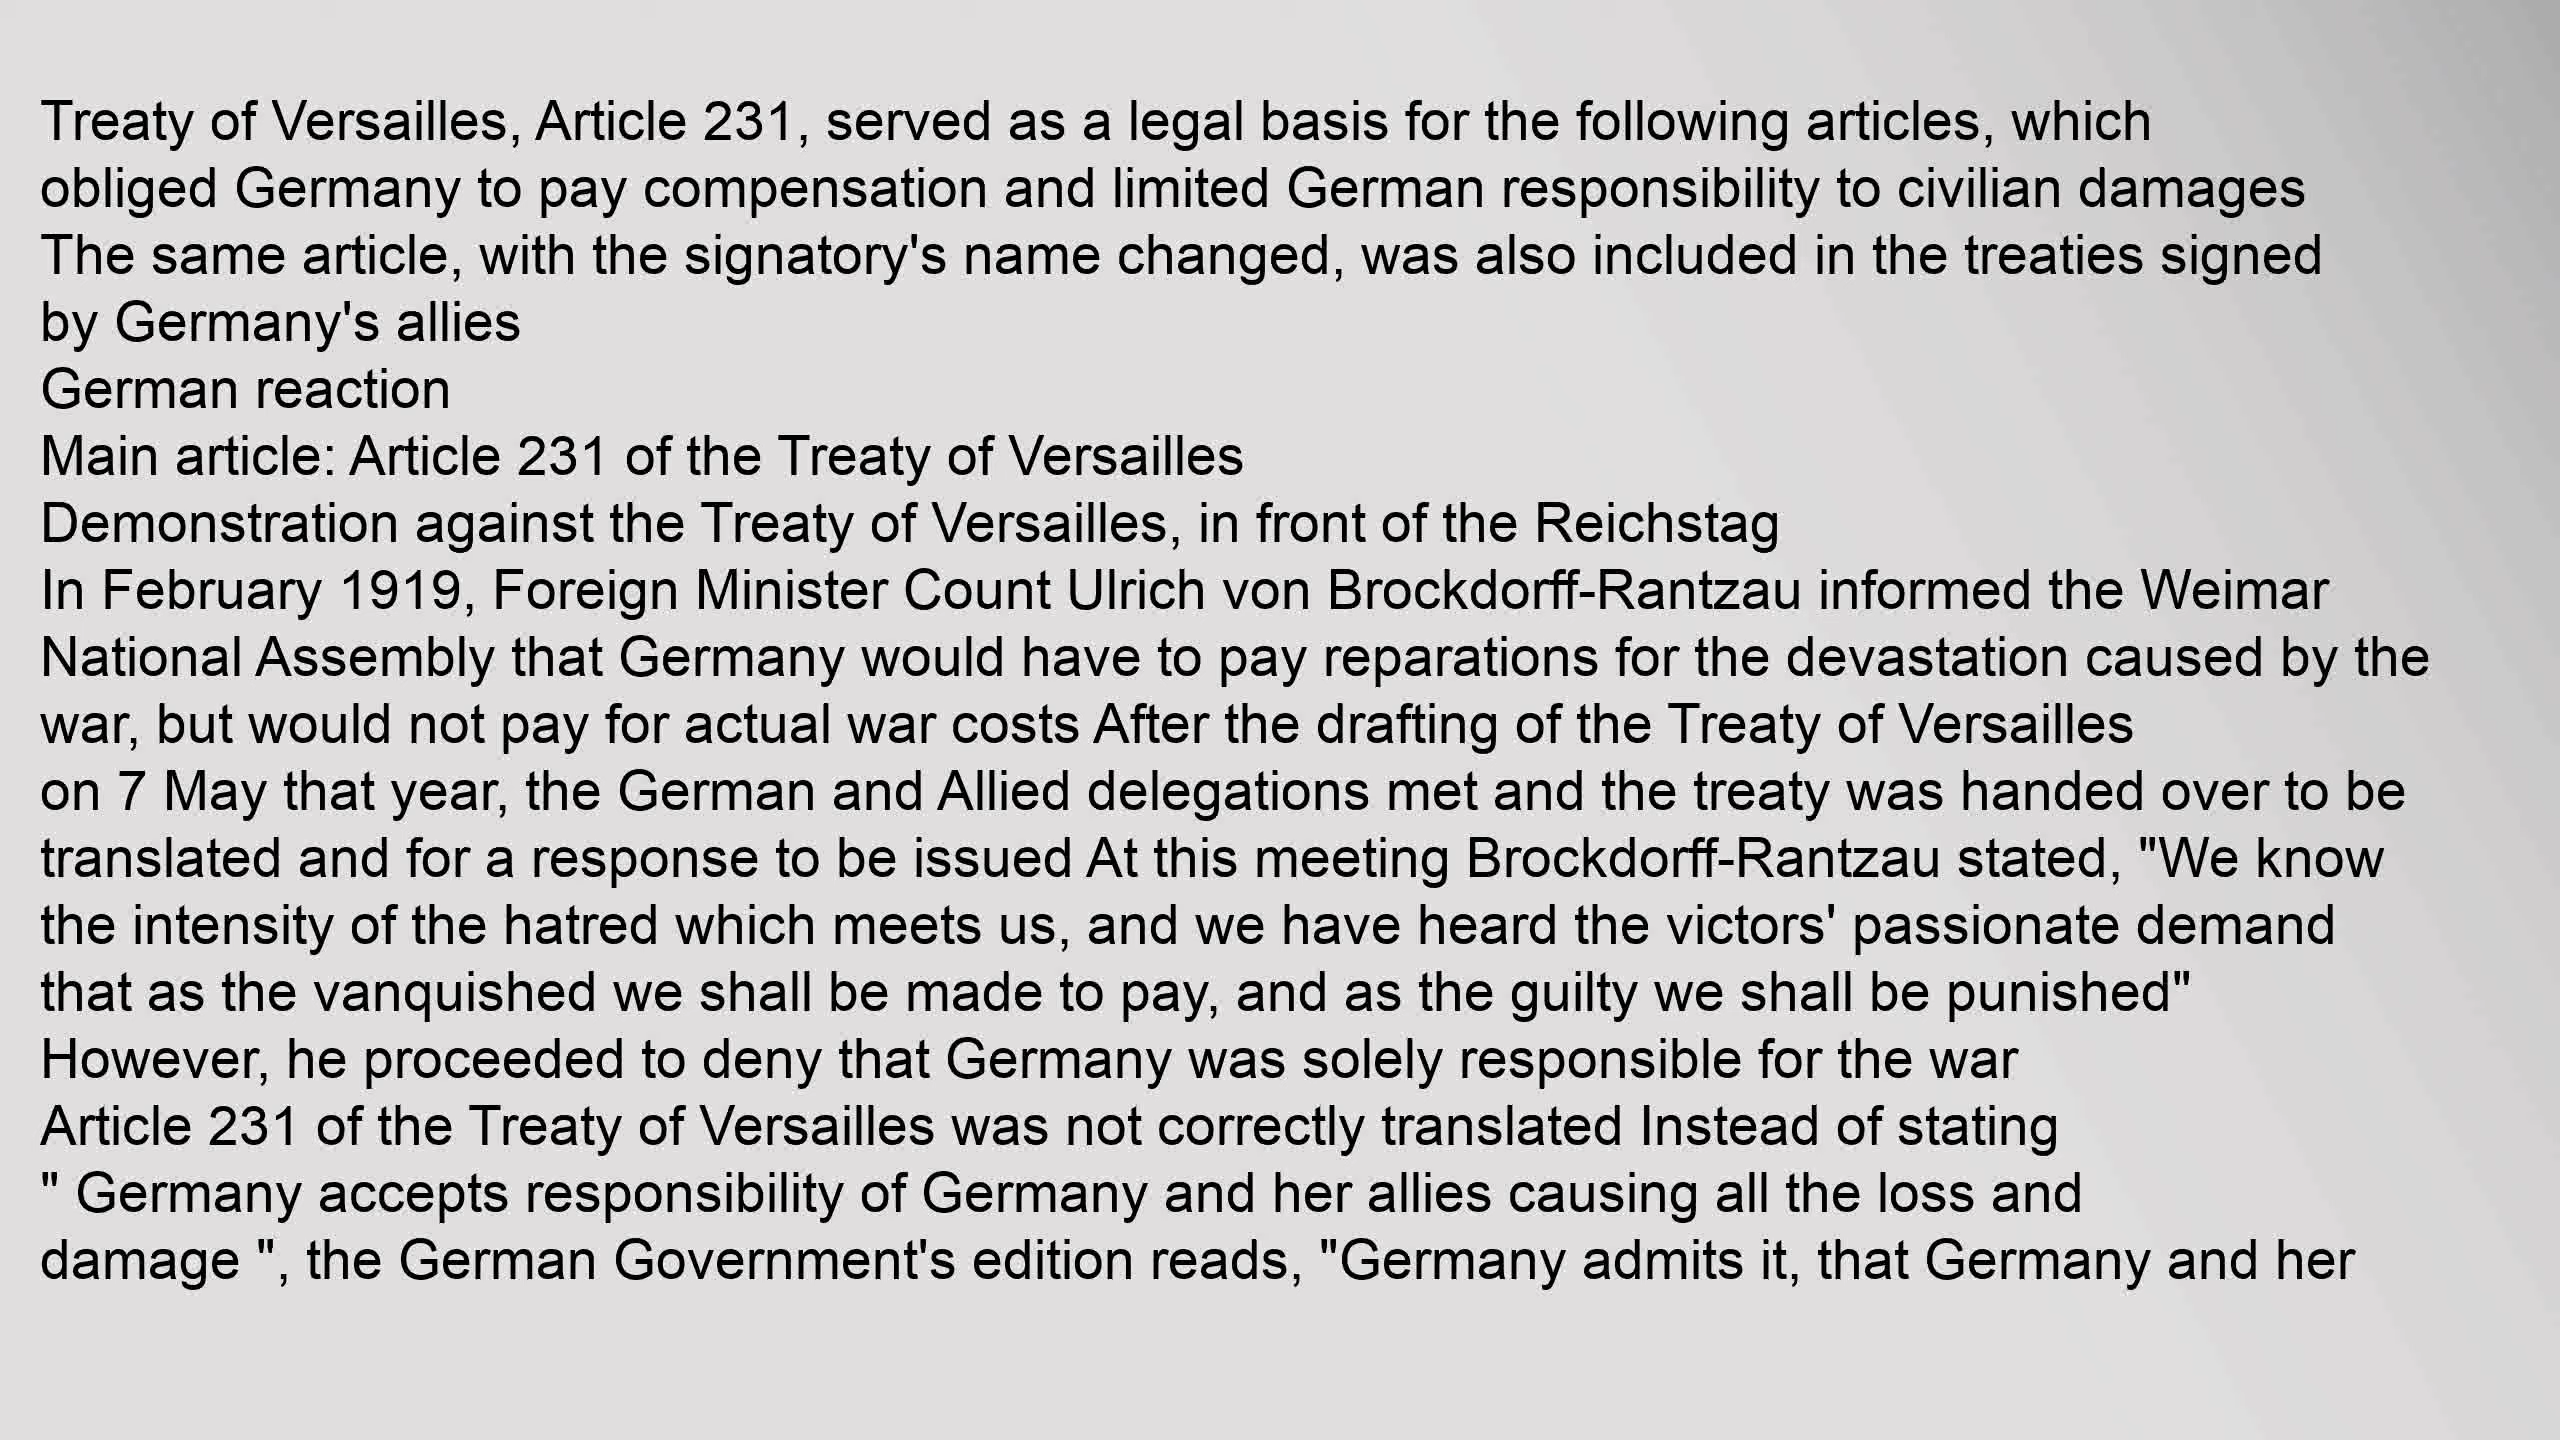 Treaty of Versailles, Article 231, served as a legal basis for the following articles, which
obliged Germany to pay compensation and limited German responsibility to civilian damages
The same article, with the signatory's name changed, was also included in the treaties signed
by Germany's allies
German reaction
Main article: Article 231 of the Treaty of Versailles
Demonstration against the Treaty of Versailles, in front of the Reichstag
In February 1919, Foreign Minister Count Ulrich von Brockdorff-Rantzau informed the Weimar
National Assembly that Germany would have to pay reparations for the devastation caused by the
war, but would not pay for actual war costs After the drafting of the Treaty of Versailles
on 7 May that year, the German and Allied delegations met and the treaty was handed over to be
translated and for a response to be issued At this meeting Brockdorff-Rantzau stated, "We know
the intensity of the hatred which meets us, and we have heard the victors' passionate demand
that as the vanquished we shall be made to pay, and as the guilty we shall be punished"
However, he proceeded to deny that Germany was solely responsible for the war
Article 231 of the Treaty of Versailles was not correctly translated Instead of stating
" Germany accepts responsibility of Germany and her allies causing all the loss and
damage ", the German Government's edition reads, "Germany admits it, that Germany and her